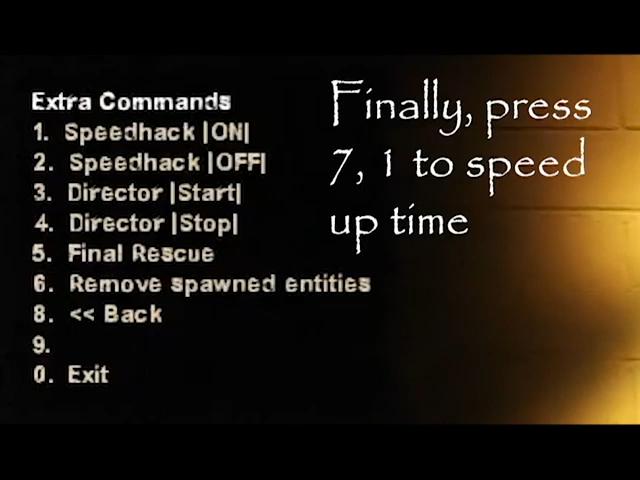 Extra Commands
1. Speedhack |ON|
2. Speedhack |OFF|
3. Director |Start|
4. Director |Stop|
5. Final Rescue
6. Remove spawned entities
8. << Back
9.
0. Exit
Finally, press
7, 1 to speed
up time